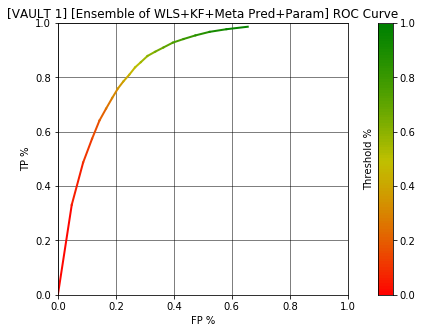 [VAULT 1] [Ensemble of WLS+KF+Meta Pred+Param] ROC Curve
1.0
0.8
0.6
0.4
0.2
0.0
TP %
0.0 0.2 0.4 0.6 0.8 1.0
FP %
Threshold %
1.0
0.8
0.6
0.4
0.2
0.0